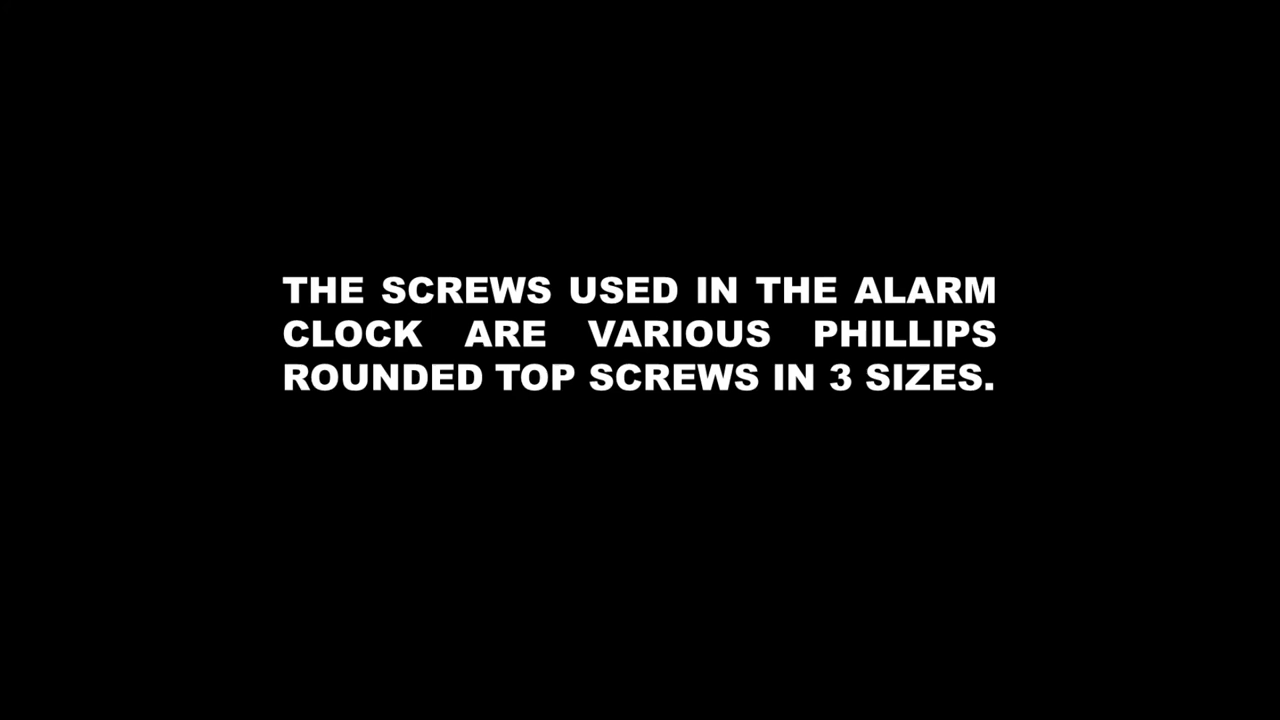 THE SCREWS USED IN THE ALARM
CLOCK ARE VARIOUS PHILLIPS
ROUNDED TOP SCREWS IN 3 SIZES.